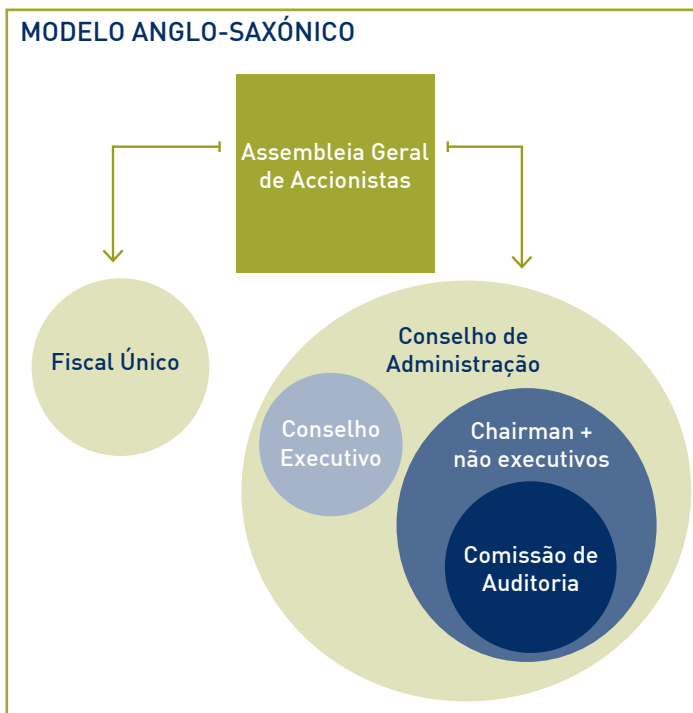 MODELO ANGLO-SAXÓNICO
Assembleia Geral
de Accionistas
Fiscal Único
Conselho de
Administração
Conselho
Executivo
Chairman +
não executivos
Comissão de
Auditoria